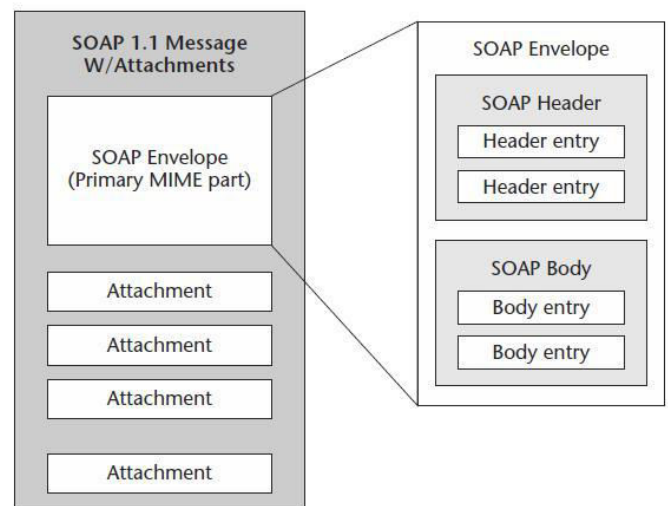 SOAP 1.1 Message
W/Attachments
SOAP Envelope
(Primary MIME part)
Attachment
Attachment
Attachment
Attachment
SOAP Envelope
SOAP Header
Header entry
Header entry
SOAP Body
Body entry
Body entry